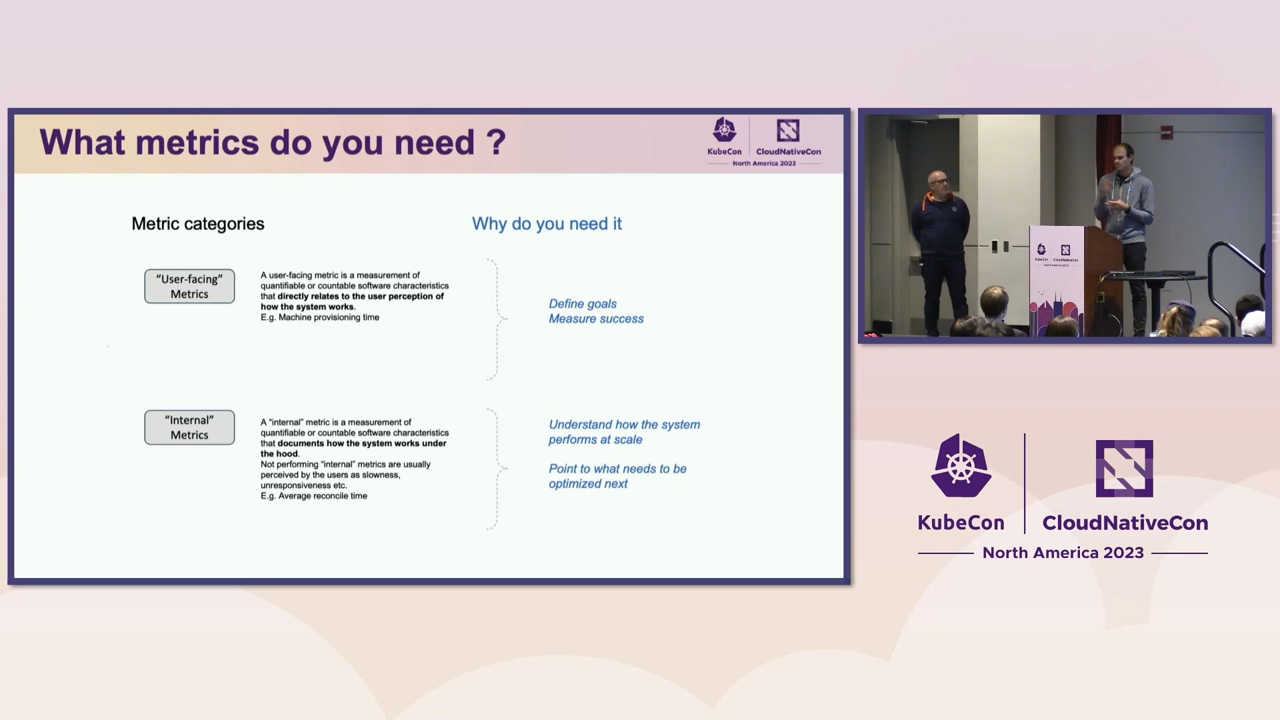 What metrics do you need ?
KubeCon
CloudNativeCon
North America 2023
Metric categories
Why do you need it
“User-facing”
Metrics
A user-facing metric is a measurement of
quantifiable or countable software characteristics
that directly relates to the user perception of
how the system works.
E.g. Machine provisioning time
Define goals
Measure success
“Internal”
Metrics
A “internal” metric is a measurement of
quantifiable or countable software characteristics
that documents how the system works under
the hood.
Not performing “internal” metrics are usually
perceived by the users as slowness,
unresponsiveness etc.
E.g. Average reconcile time
Understand how the system
performs at scale
Point to what needs to be
optimized next
KubeCon
CloudNativeCon
North America 2023
KubeCon
CloudNativeCon
North America 2023